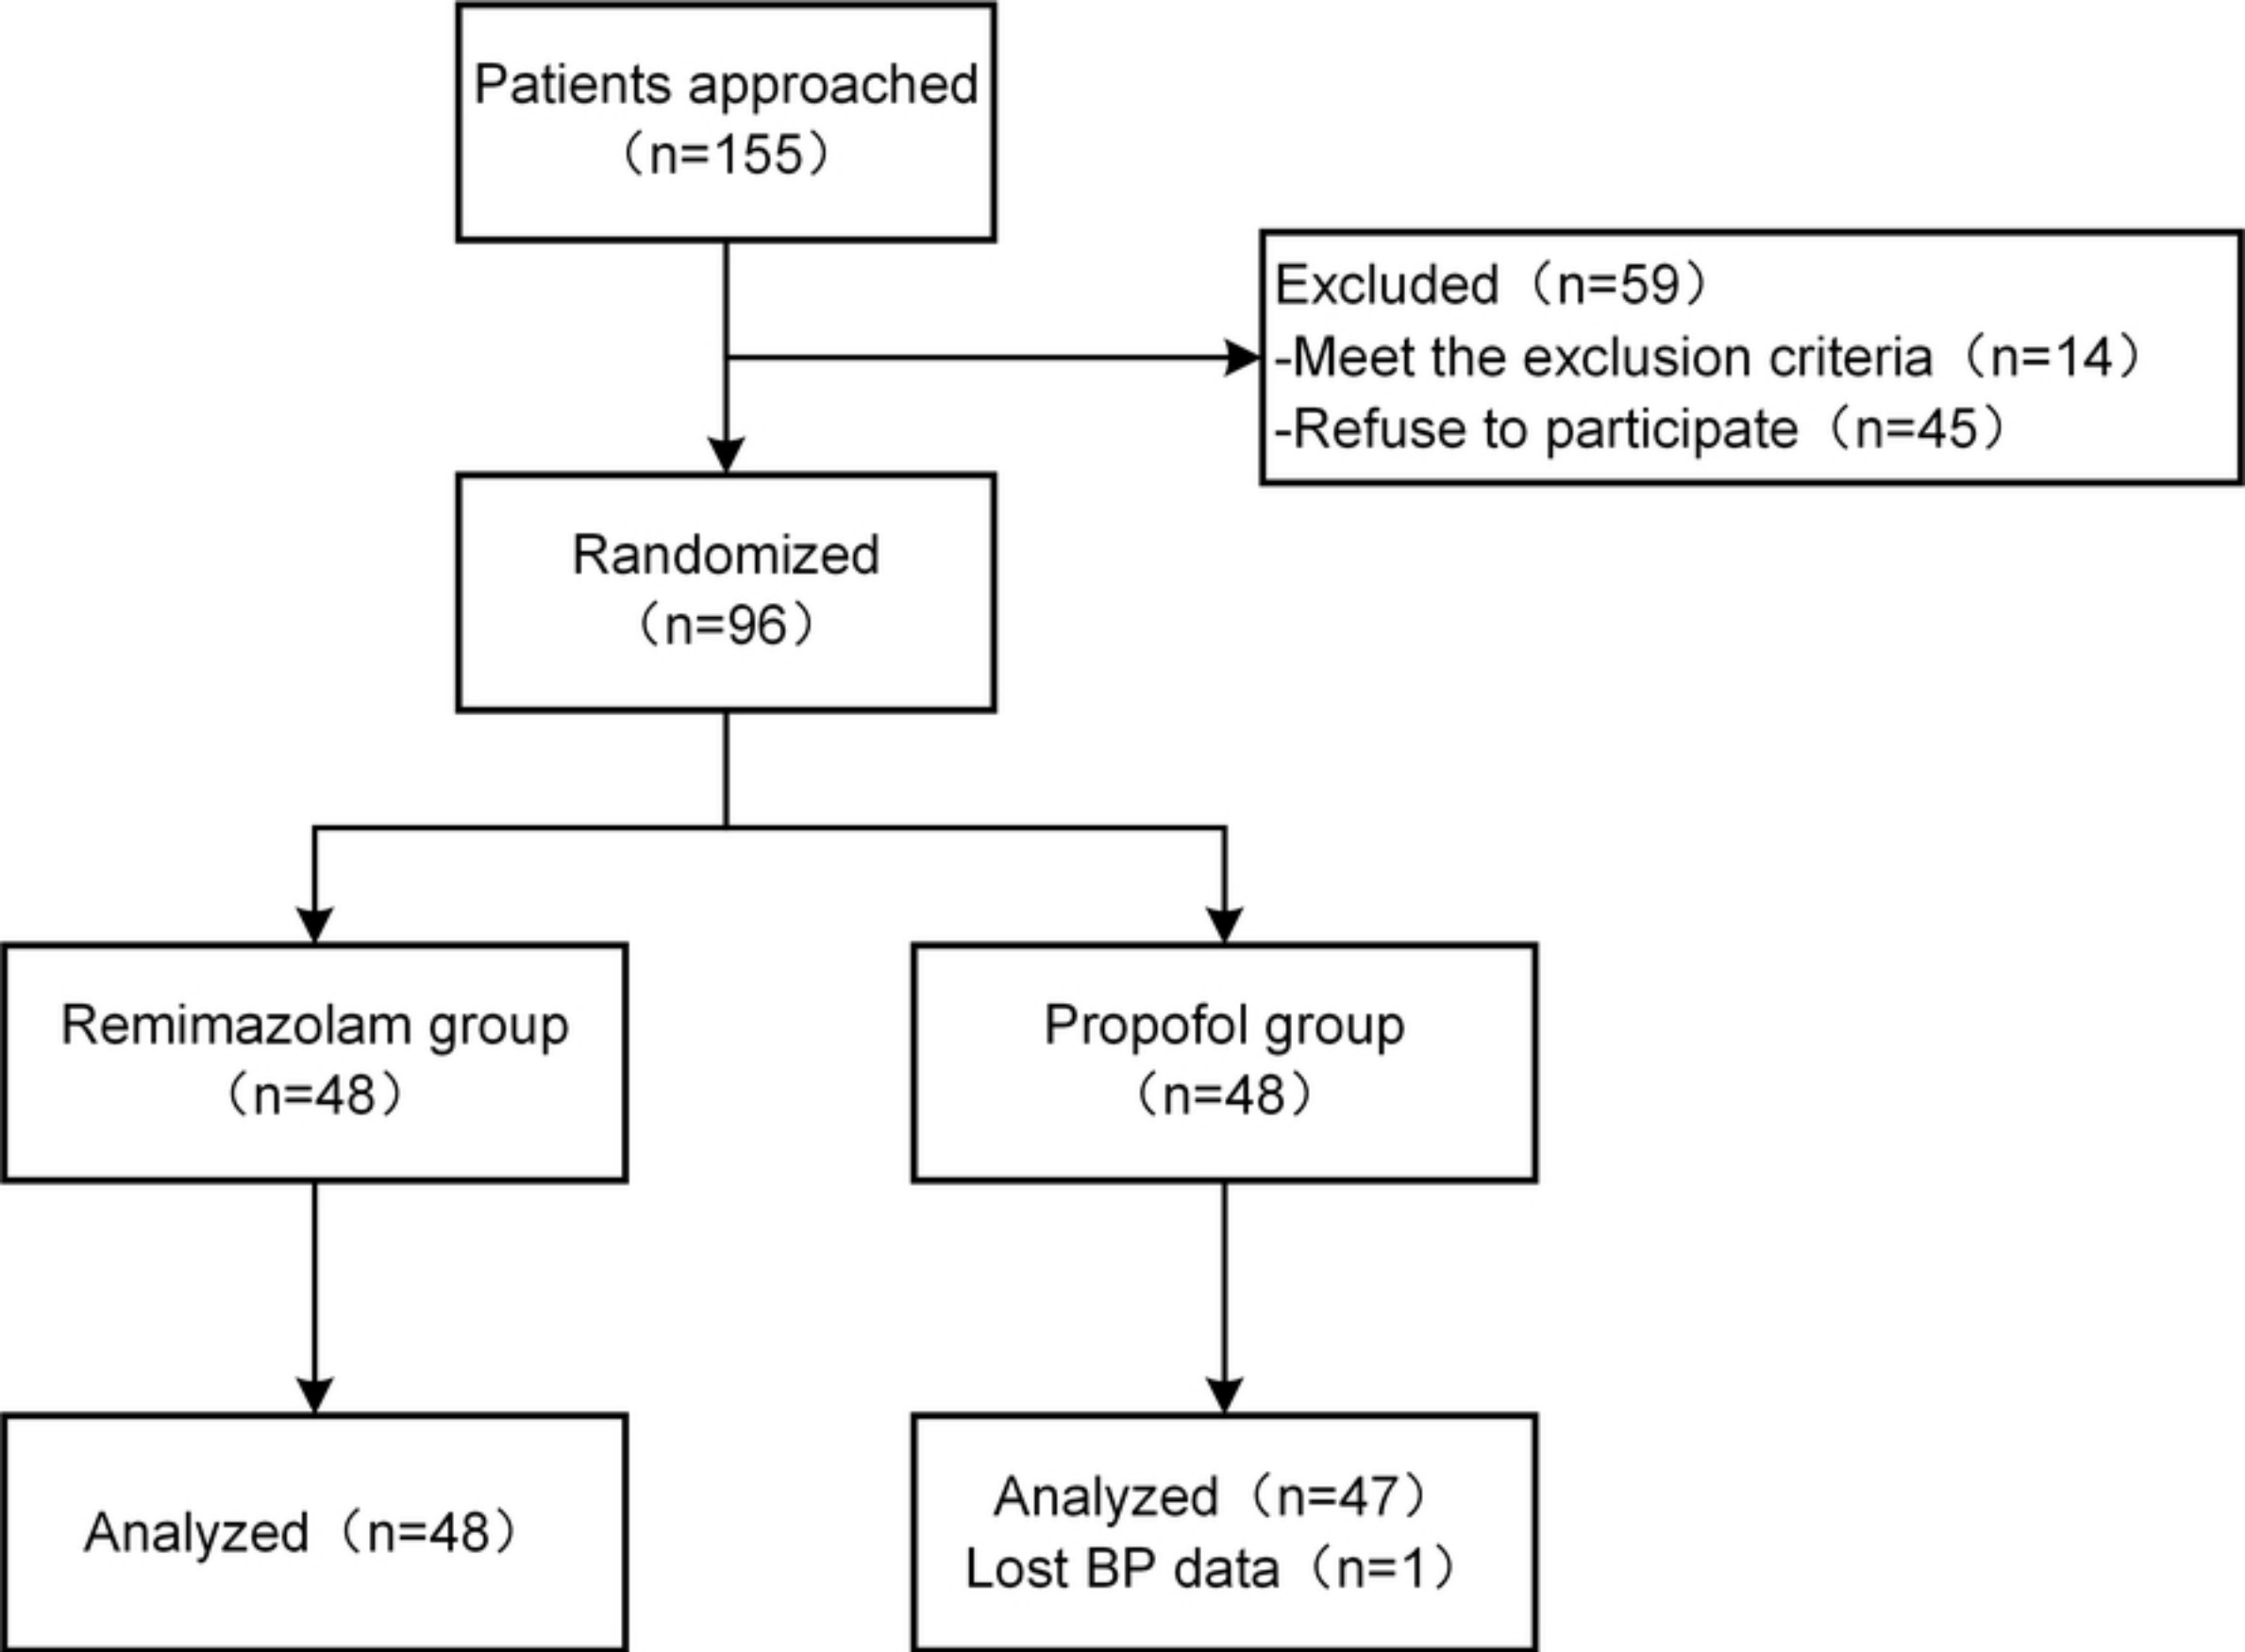 Patients approached
（n=155）
Excluded（n=59）
-Meet the exclusion criteria（n=14）
-Refuse to participate（n=45）
Randomized
（n=96）
Remimazolam group
（n=48）
Propofol group
（n=48）
Analyzed（n=48）
Analyzed（n=47）
Lost BP data（n=1）